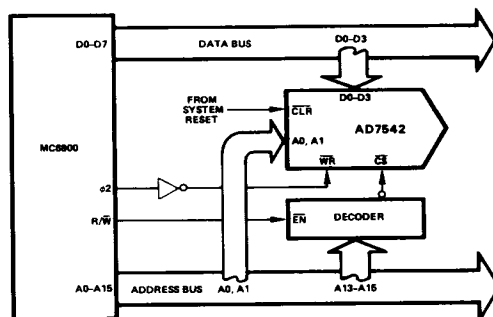 D0–D7
DATA BUS
D0–D3
D0–D3
FROM
SYSTEM
RESET
CLR
AD7542
A0, A1
MC6800
WR
CS
ϕ2
R/W
EN
DECODER
A0–A15
ADDRESS BUS
A0, A1
A13–A15